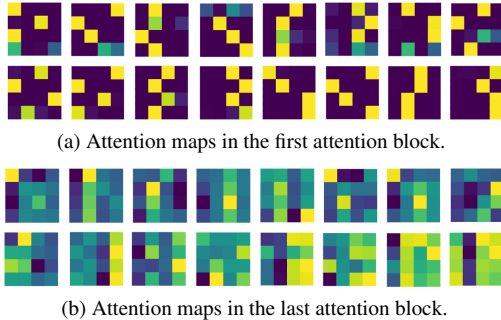 (a) Attention maps in the first attention block.
(b) Attention maps in the last attention block.